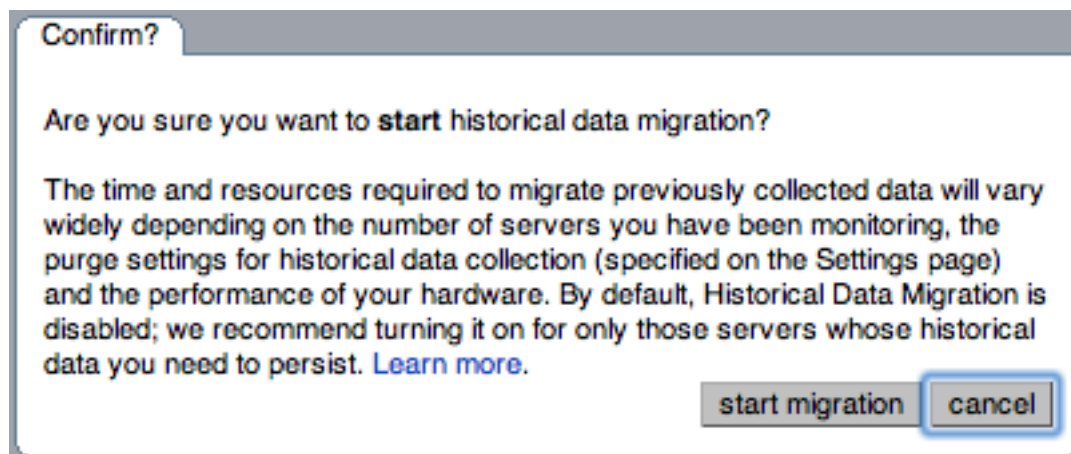 Confirm?
Are you sure you want to start historical data migration?
The time and resources required to migrate previously collected data will vary
widely depending on the number of servers you have been monitoring, the
purge settings for historical data collection (specified on the Settings page)
and the performance of your hardware. By default, Historical Data Migration is
disabled; we recommend turning it on for only those servers whose historical
data you need to persist. Learn more.
start migration cancel